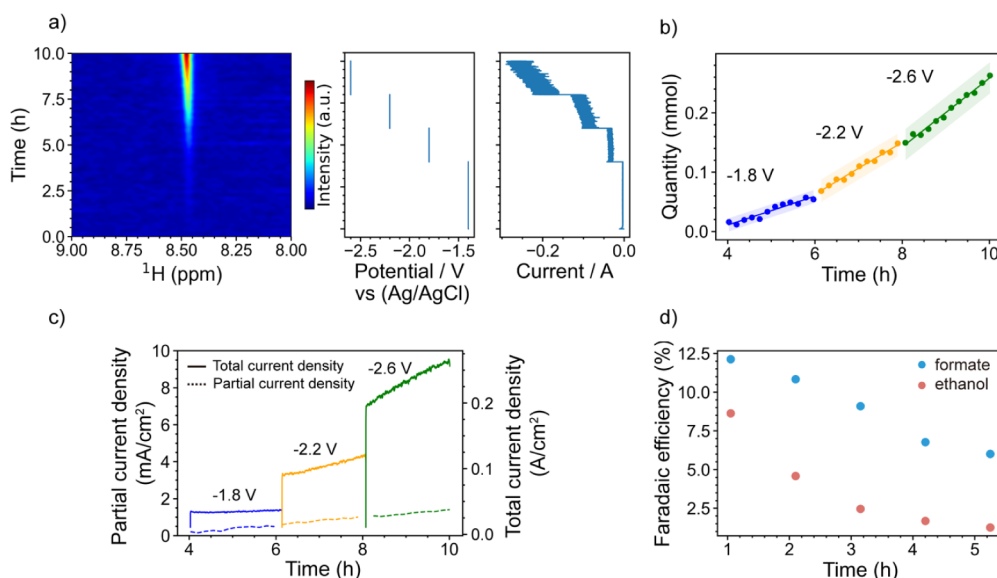 a)
10.0
7.5
5.0
2.5
0.0
Time (h)
9.00 8.75 8.50 8.25 8.00
¹H (ppm)
Intensity (a.u.)
−2.5 −2.0 −1.5
Potential / V
vs (Ag/AgCl)
−0.2 0.0
Current / A
b)
Quantity (mmol)
0.2
0.1
0.0
-1.8 V
-2.2 V
-2.6 V
4 5 6 7 8 9 10
Time (h)
c)
Partial current density
(mA/cm²)
10
8
6
4
2
0
Total current density
Partial current density
-1.8 V
-2.2 V
-2.6 V
0.2
0.1
0.0
Total current density
(A/cm²)
4 6 8 10
Time (h)
d)
Faradaic efficiency (%)
12.5
10.0
7.5
5.0
2.5
formate
ethanol
1 2 3 4 5
Time (h)